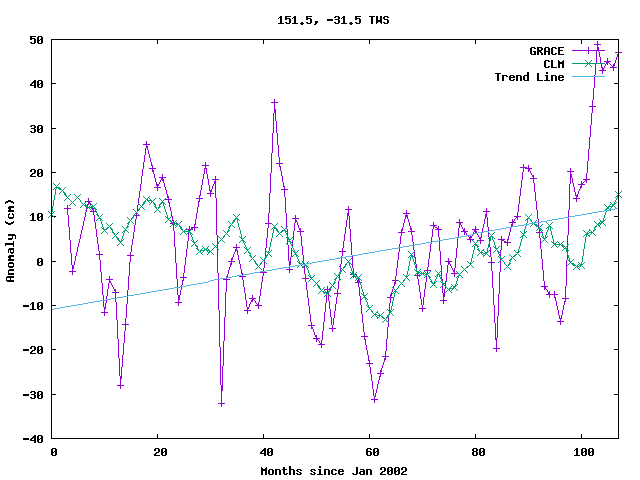 151.5, -31.5 TWS
GRACE
CLM
Trend Line
50
40
30
20
10
0
-10
-20
-30
-40
Anomaly (cm)
0 20 40 60 80 100
Months since Jan 2002